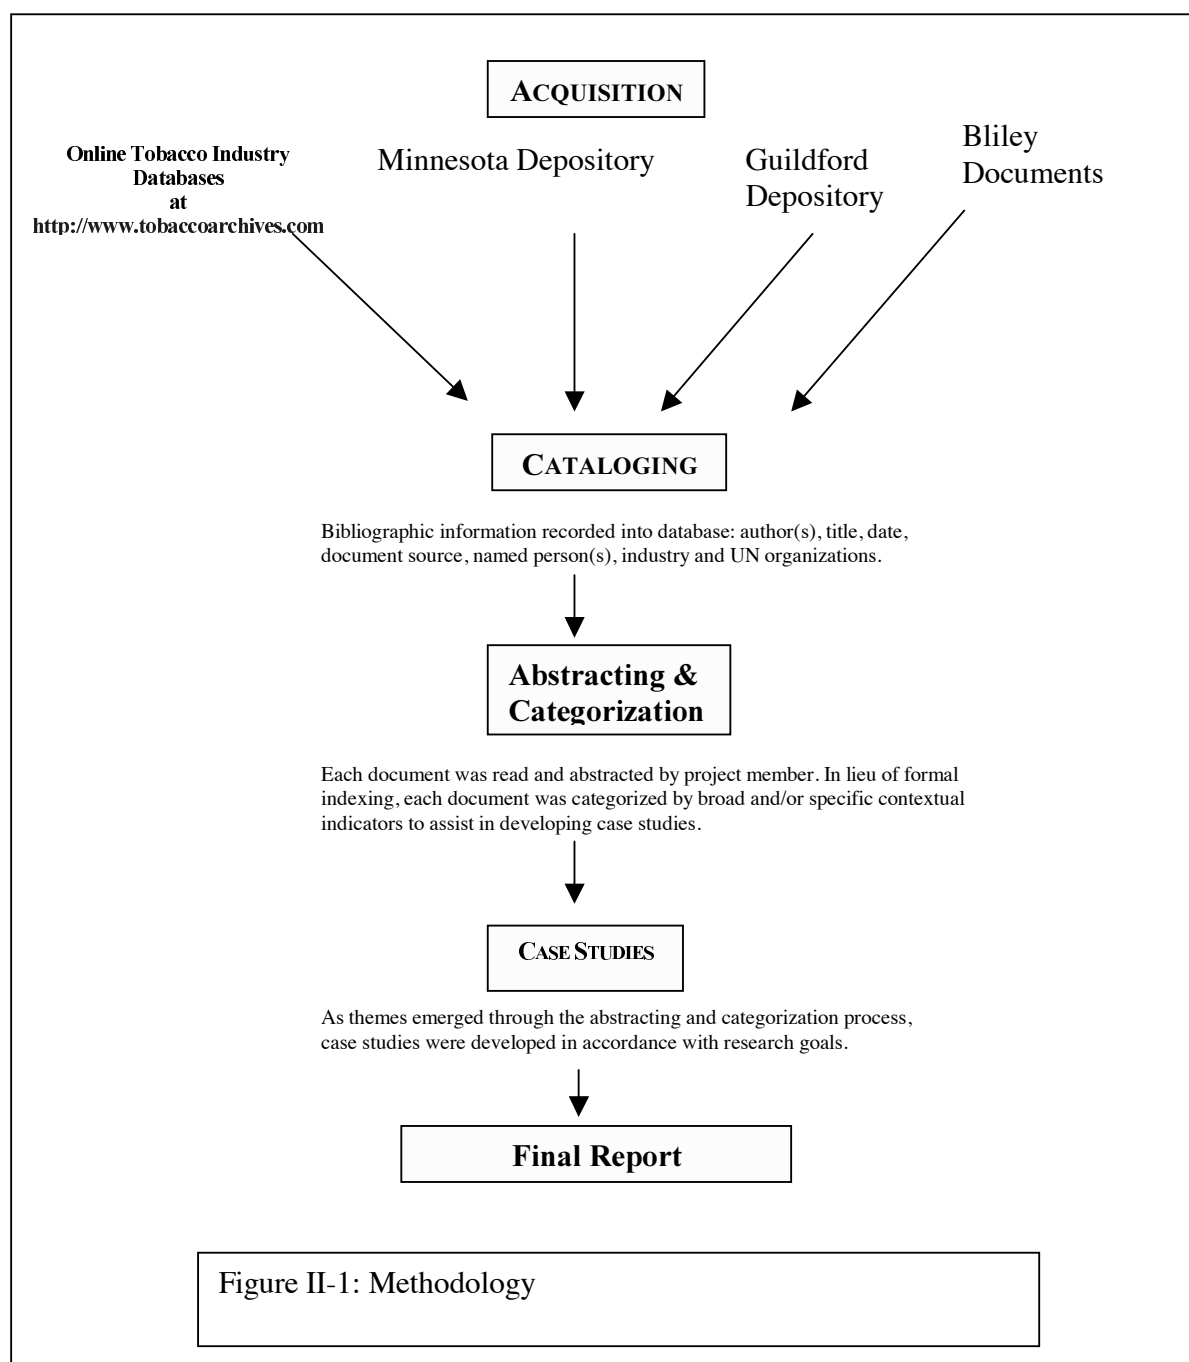 ACQUISITION
Online Tobacco Industry
Databases
at
http://www.tobaccoarchives.com
Minnesota Depository
Guildford
Depository
Bliley
Documents
CATALOGING
Bibliographic information recorded into database: author(s), title, date,
document source, named person(s), industry and UN organizations.
Abstracting &
Categorization
Each document was read and abstracted by project member. In lieu of formal
indexing, each document was categorized by broad and/or specific contextual
indicators to assist in developing case studies.
CASE STUDIES
As themes emerged through the abstracting and categorization process,
case studies were developed in accordance with research goals.
Final Report
Figure II-1: Methodology